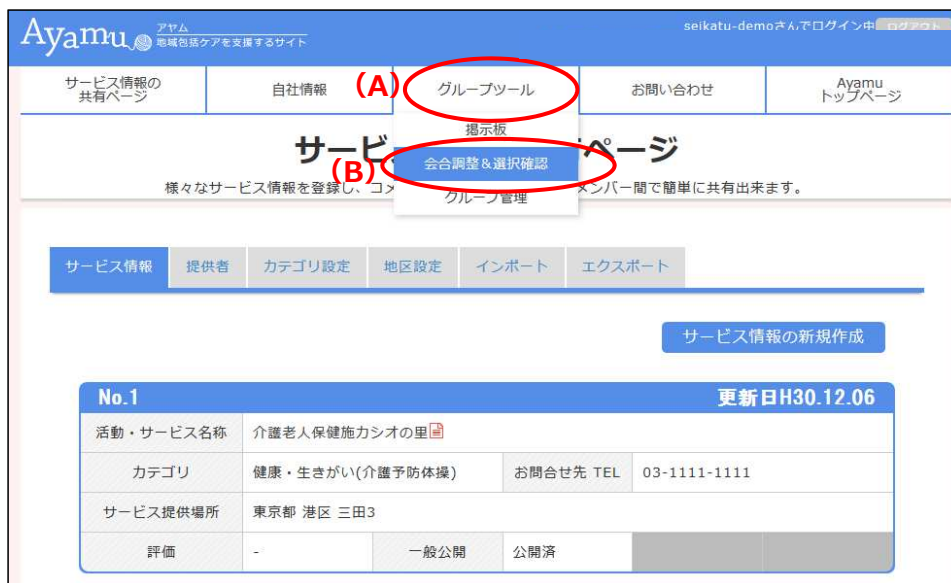 Ayamu アヤム
地域包括ケアを支援するサイト
seikatu-demoさんでログイン中 ログアウト
サービス情報の
共有ページ
自社情報
(A)
グループツール
お問い合わせ
Ayamu
トップページ
掲示板
(B)
会合調整&選択確認
グループ管理
サービ
ページ
様々なサービス情報を登録し、コメ
メンバー間で簡単に共有出来ます。
サービス情報 提供者 カテゴリ設定 地区設定 インポート エクスポート
サービス情報の新規作成
No.1 更新日H30.12.06
活動・サービス名称 介護老人保健施カシオの里
カテゴリ 健康・生きがい(介護予防体操) お問合せ先 TEL 03-1111-1111
サービス提供場所 東京都 港区 三田3
評価 - 一般公開 公開済